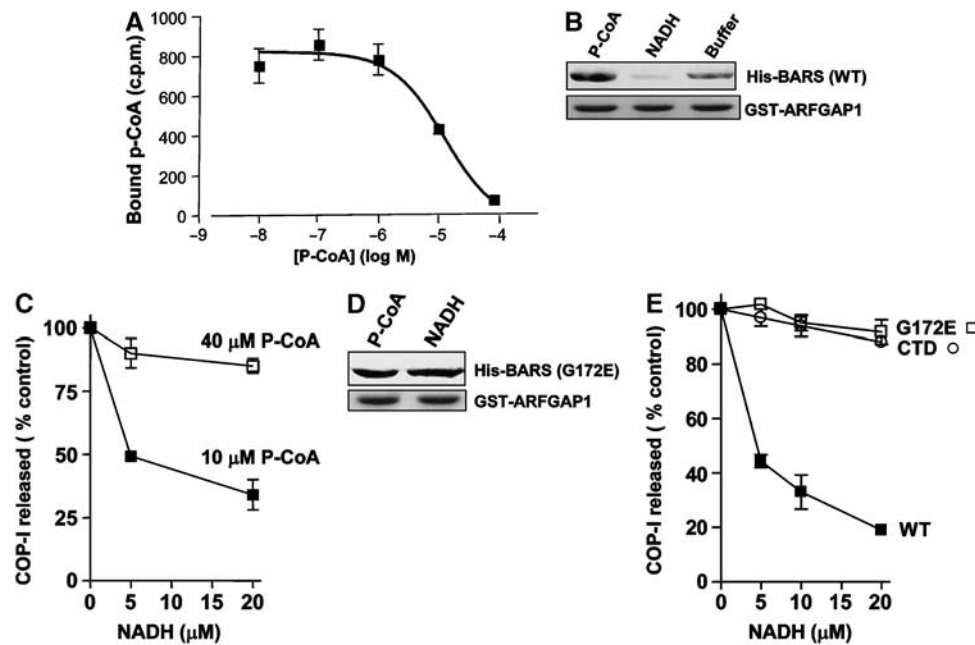 A
Bound p-CoA (c.p.m.)
1000
800
600
400
200
0
−9 −8 −7 −6 −5 −4
[P-CoA] (log M)
B
P-CoA NADH Buffer
His-BARS (WT)
GST-ARFGAP1
C
COP-I released ( % control)
100
75
50
25
0
40 μM P-CoA
10 μM P-CoA
0 5 10 15 20
NADH (μM)
D
P-CoA NADH
His-BARS (G172E)
GST-ARFGAP1
E
COP-I released ( % control)
100
80
60
40
20
0
G172E
CTD
WT
0 5 10 15 20
NADH (μM)